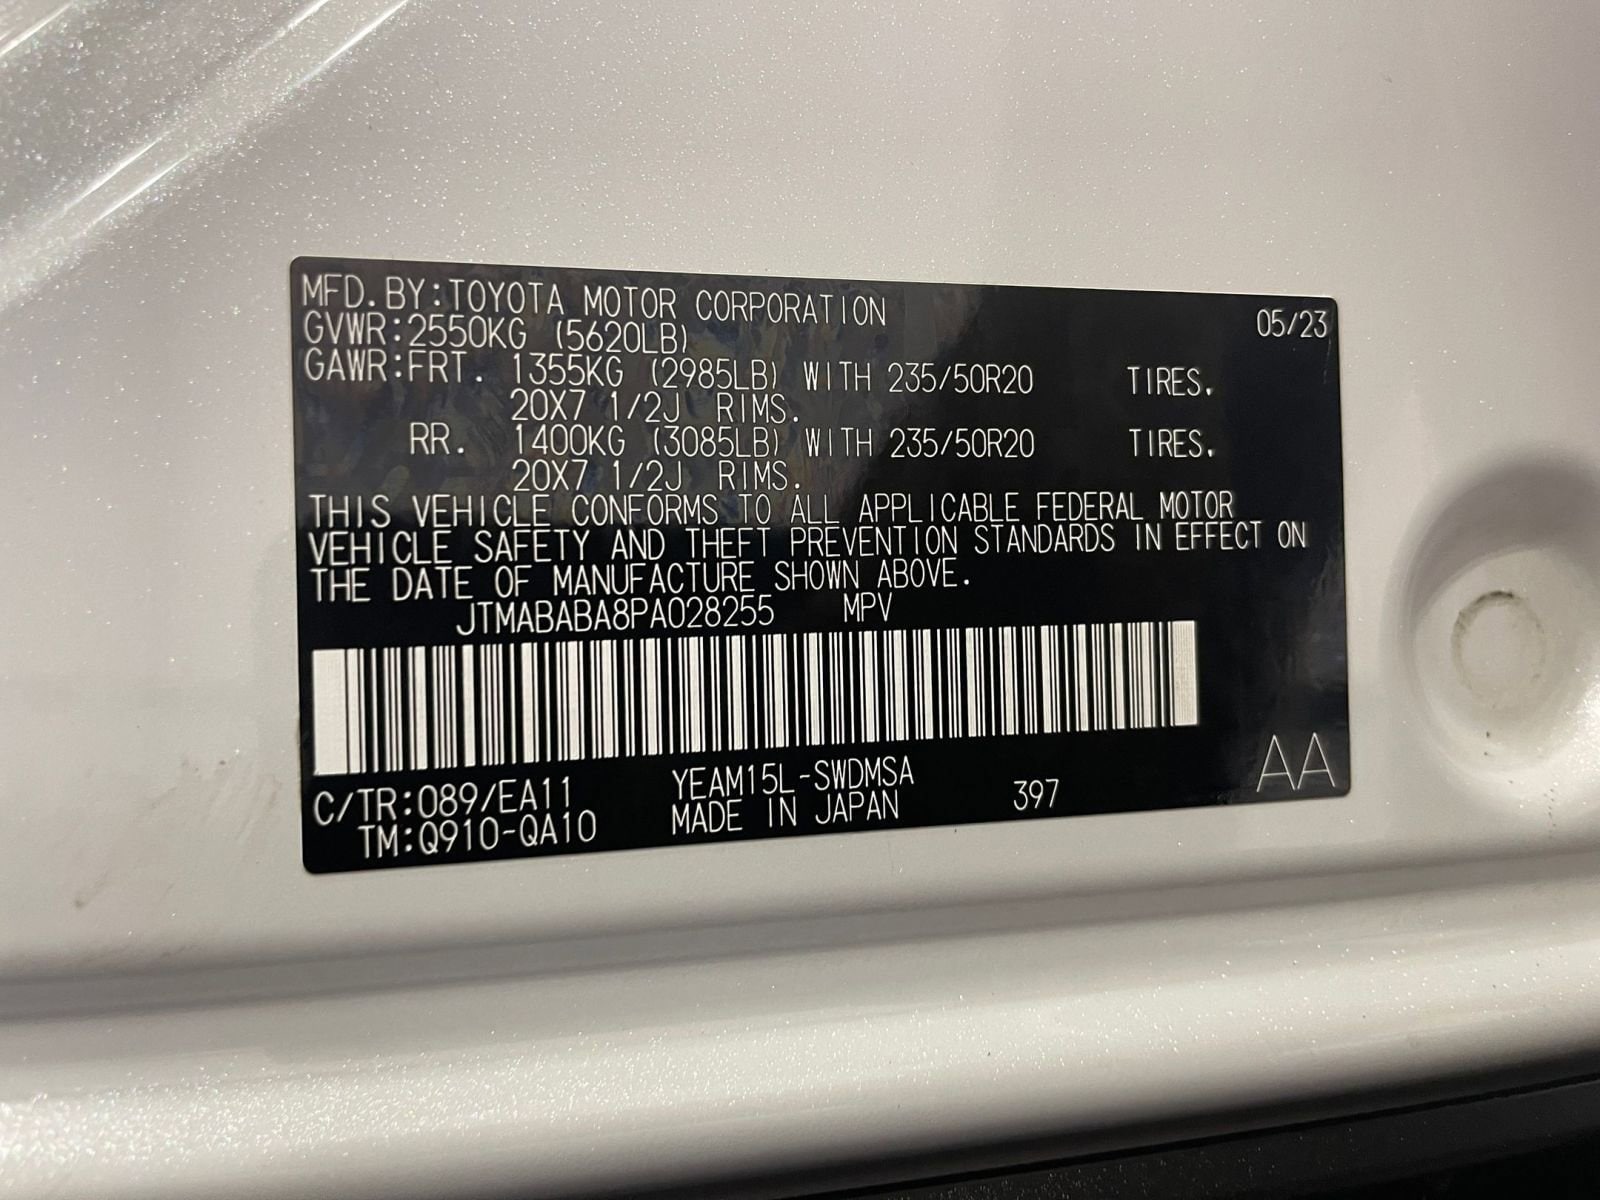 MFD.BY:TOYOTA MOTOR CORPORATION 05/23
GVWR:2550KG (5620LB)
GAWR:FRT. 1355KG (2985LB) WITH 235/50R20 TIRES.
20X7 1/2J RIMS.
RR. 1400KG (3085LB) WITH 235/50R20 TIRES.
20X7 1/2J RIMS.
THIS VEHICLE CONFORMS TO ALL APPLICABLE FEDERAL MOTOR
VEHICLE SAFETY AND THEFT PREVENTION STANDARDS IN EFFECT ON
THE DATE OF MANUFACTURE SHOWN ABOVE.
JTMABABA8PA028255 MPV
C/TR:089/EA11 YEAM15L-SWDMSA 397 AA
TM:Q910-QA10 MADE IN JAPAN